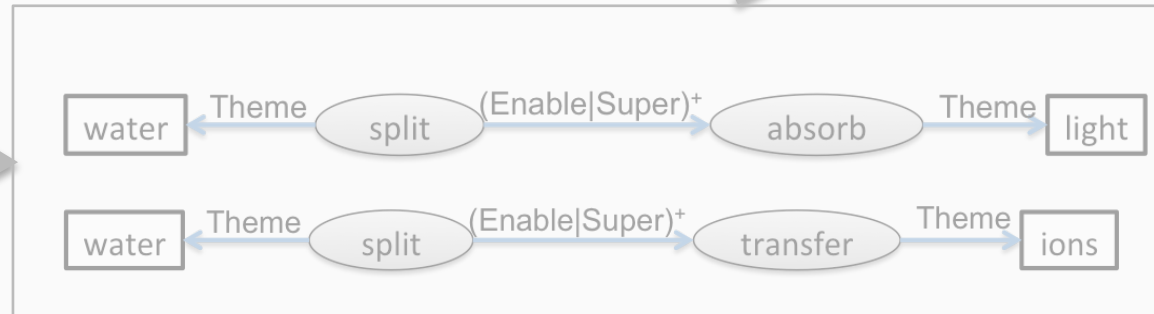 water Theme split (Enable|Super)+ absorb Theme light
water Theme split (Enable|Super)+ transfer Theme ions